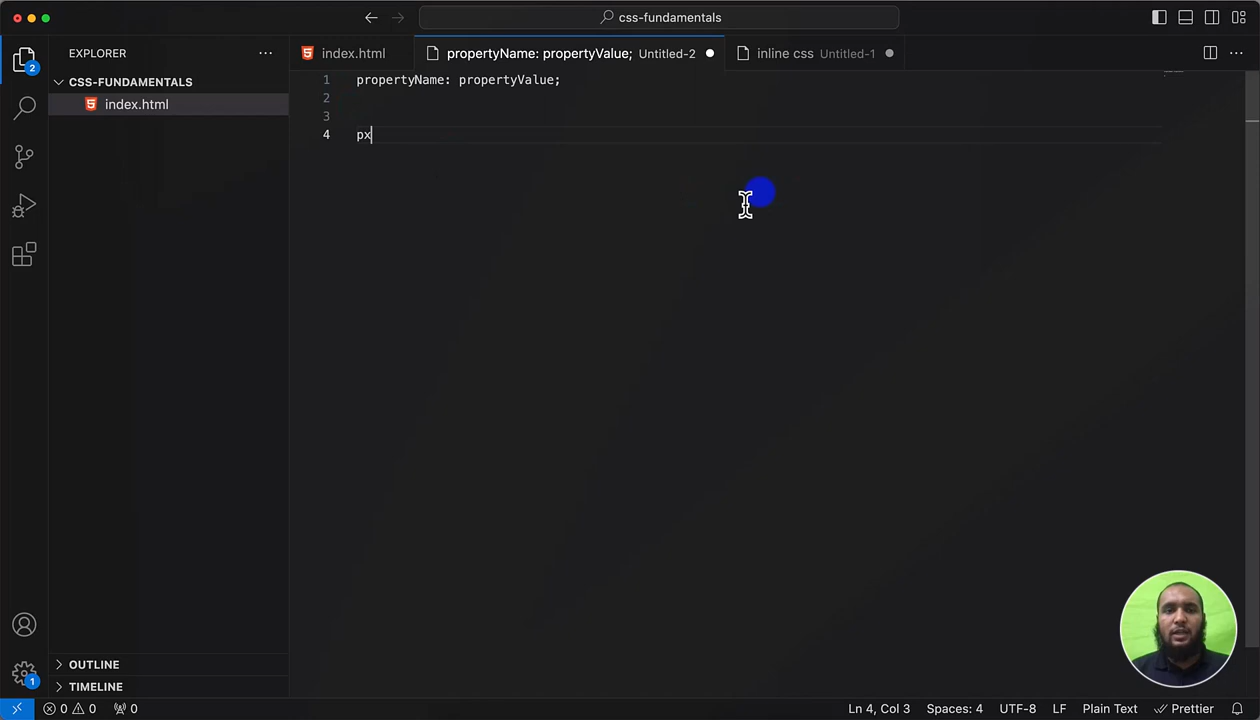 css-fundamentals
EXPLORER
index.html
propertyName: propertyValue; Untitled-2
inline css Untitled-1
CSS-FUNDAMENTALS
index.html
1 propertyName: propertyValue;
2
3
4 px
2
OUTLINE
TIMELINE
1
0 0 0
Ln 4, Col 3
Spaces: 4
UTF-8
LF
Plain Text
Prettier